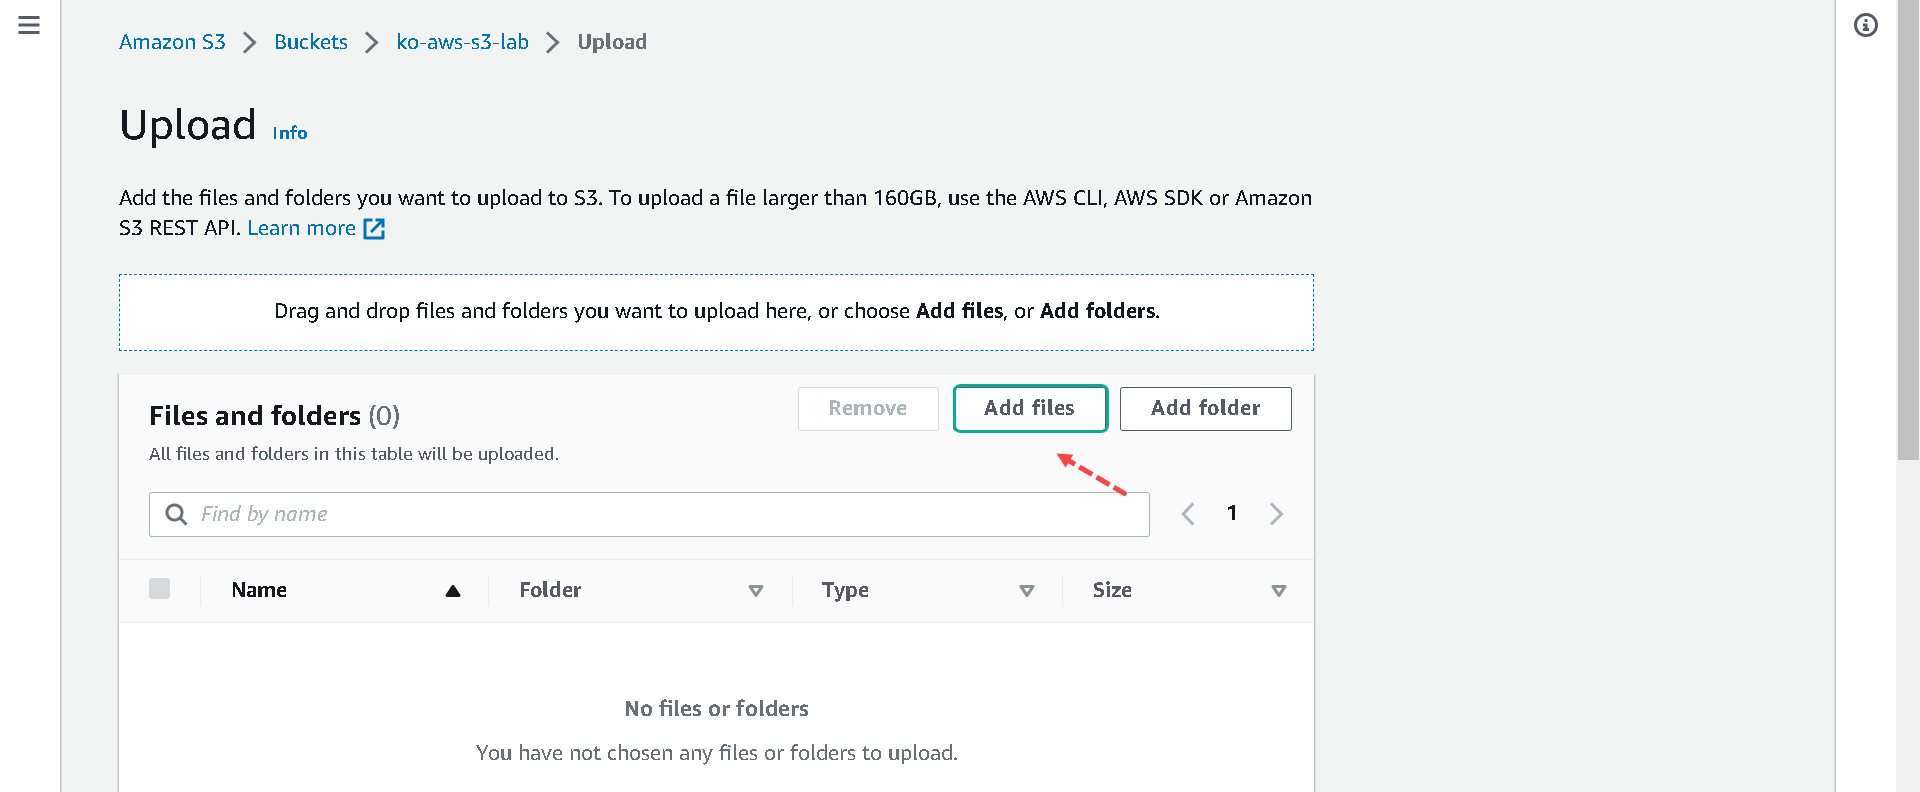 Amazon S3 > Buckets > ko-aws-s3-lab > Upload
Upload Info
Add the files and folders you want to upload to S3. To upload a file larger than 160GB, use the AWS CLI, AWS SDK or Amazon
S3 REST API. Learn more
Drag and drop files and folders you want to upload here, or choose Add files, or Add folders.
Files and folders (0)
Remove
Add files
Add folder
All files and folders in this table will be uploaded.
Find by name
1
Name
Folder
Type
Size
No files or folders
You have not chosen any files or folders to upload.